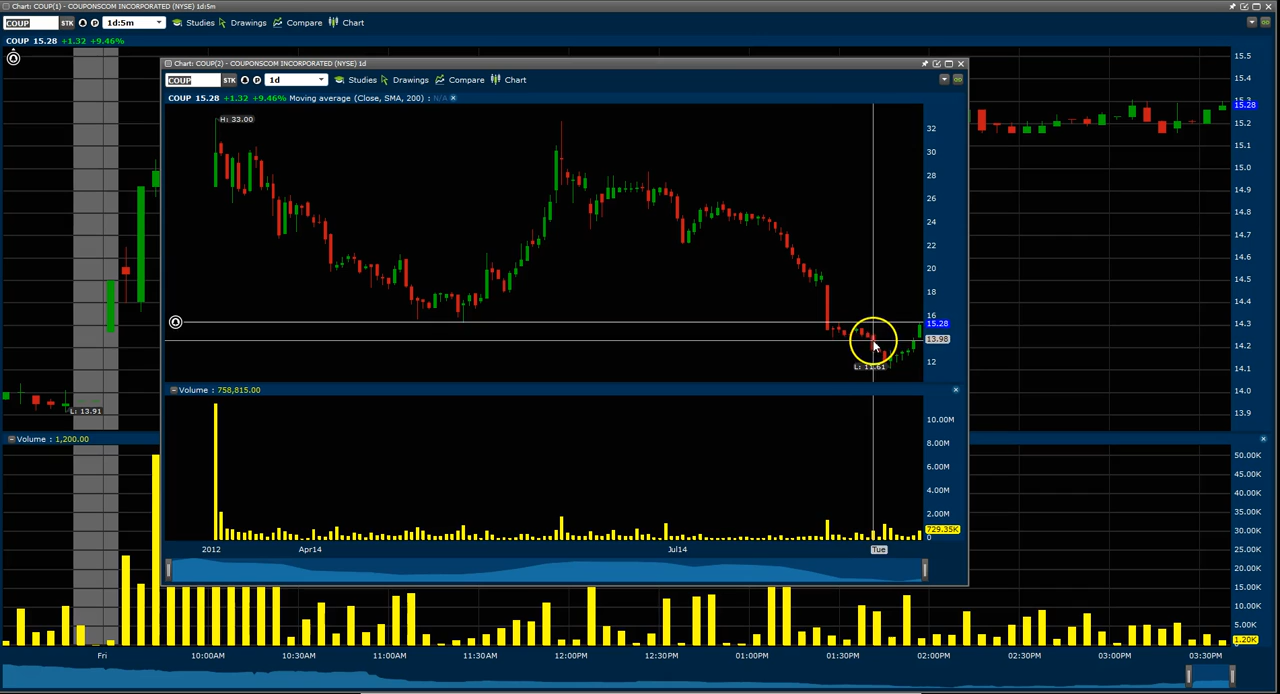 Chart: COUP(1) - COUPONSCOM INCORPORATED (NYSE) 1d:5m
COUP STK P 1d:5m Studies Drawings Compare Chart
COUP 15.28 +1.32 +9.46%
15.5
15.4
15.3
15.28
15.2
15.1
15.0
14.9
14.8
14.7
14.6
14.5
14.4
14.3
14.2
14.1
14.0
13.9
L: 13.91
Chart: COUP(2) - COUPONSCOM INCORPORATED (NYSE) 1d
COUP STK P 1d Studies Drawings Compare Chart
COUP 15.28 +1.32 +9.46% Moving average (Close, SMA, 200) : N/A
H: 33.00
32
30
28
26
24
22
20
18
16
15.28
13.98
12
L: 11.61
Volume : 758,815.00
10.00M
8.00M
6.00M
4.00M
2.00M
729.35K
0
2012 Apr14 Jul14 Tue
Volume : 1,200.00
50.00K
45.00K
40.00K
35.00K
30.00K
25.00K
20.00K
15.00K
10.00K
5.00K
1.20K
Fri 10:00AM 10:30AM 11:00AM 11:30AM 12:00PM 12:30PM 01:00PM 01:30PM 02:00PM 02:30PM 03:00PM 03:30PM